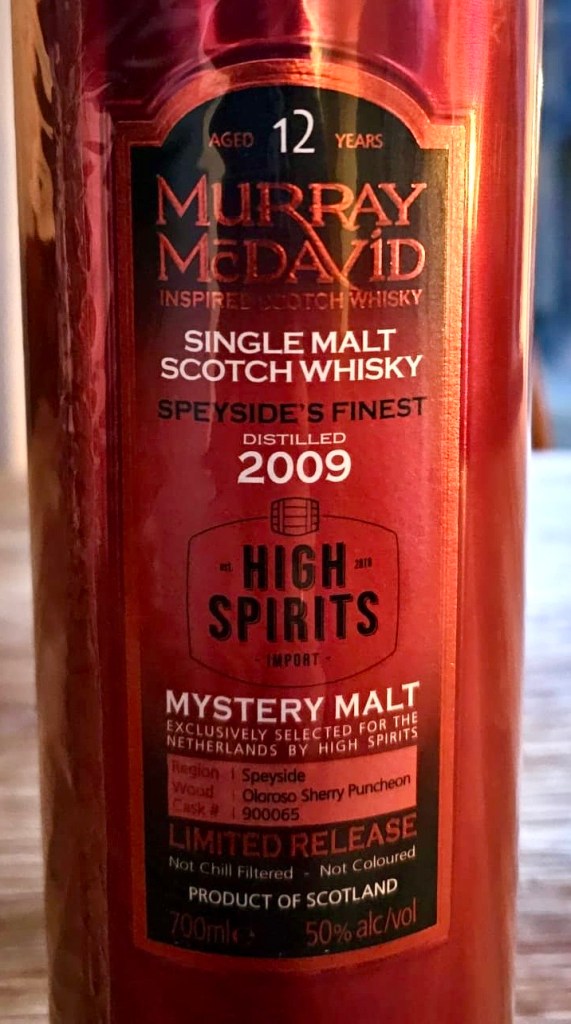 AGED 12 YEARS
MURRAY
McDAVID
INSPIRED SCOTCH WHISKY
SINGLE MALT
SCOTCH WHISKY
SPEYSIDE'S FINEST
DISTILLED
2009
est. 2018
HIGH
SPIRITS
- IMPORT -
MYSTERY MALT
EXCLUSIVELY SELECTED FOR THE
NETHERLANDS BY HIGH SPIRITS
Region | Speyside
Wood | Oloroso Sherry Puncheon
Cask # | 900065
LIMITED RELEASE
Not Chill Filtered - Not Coloured
PRODUCT OF SCOTLAND
700ml e 50% alc/vol